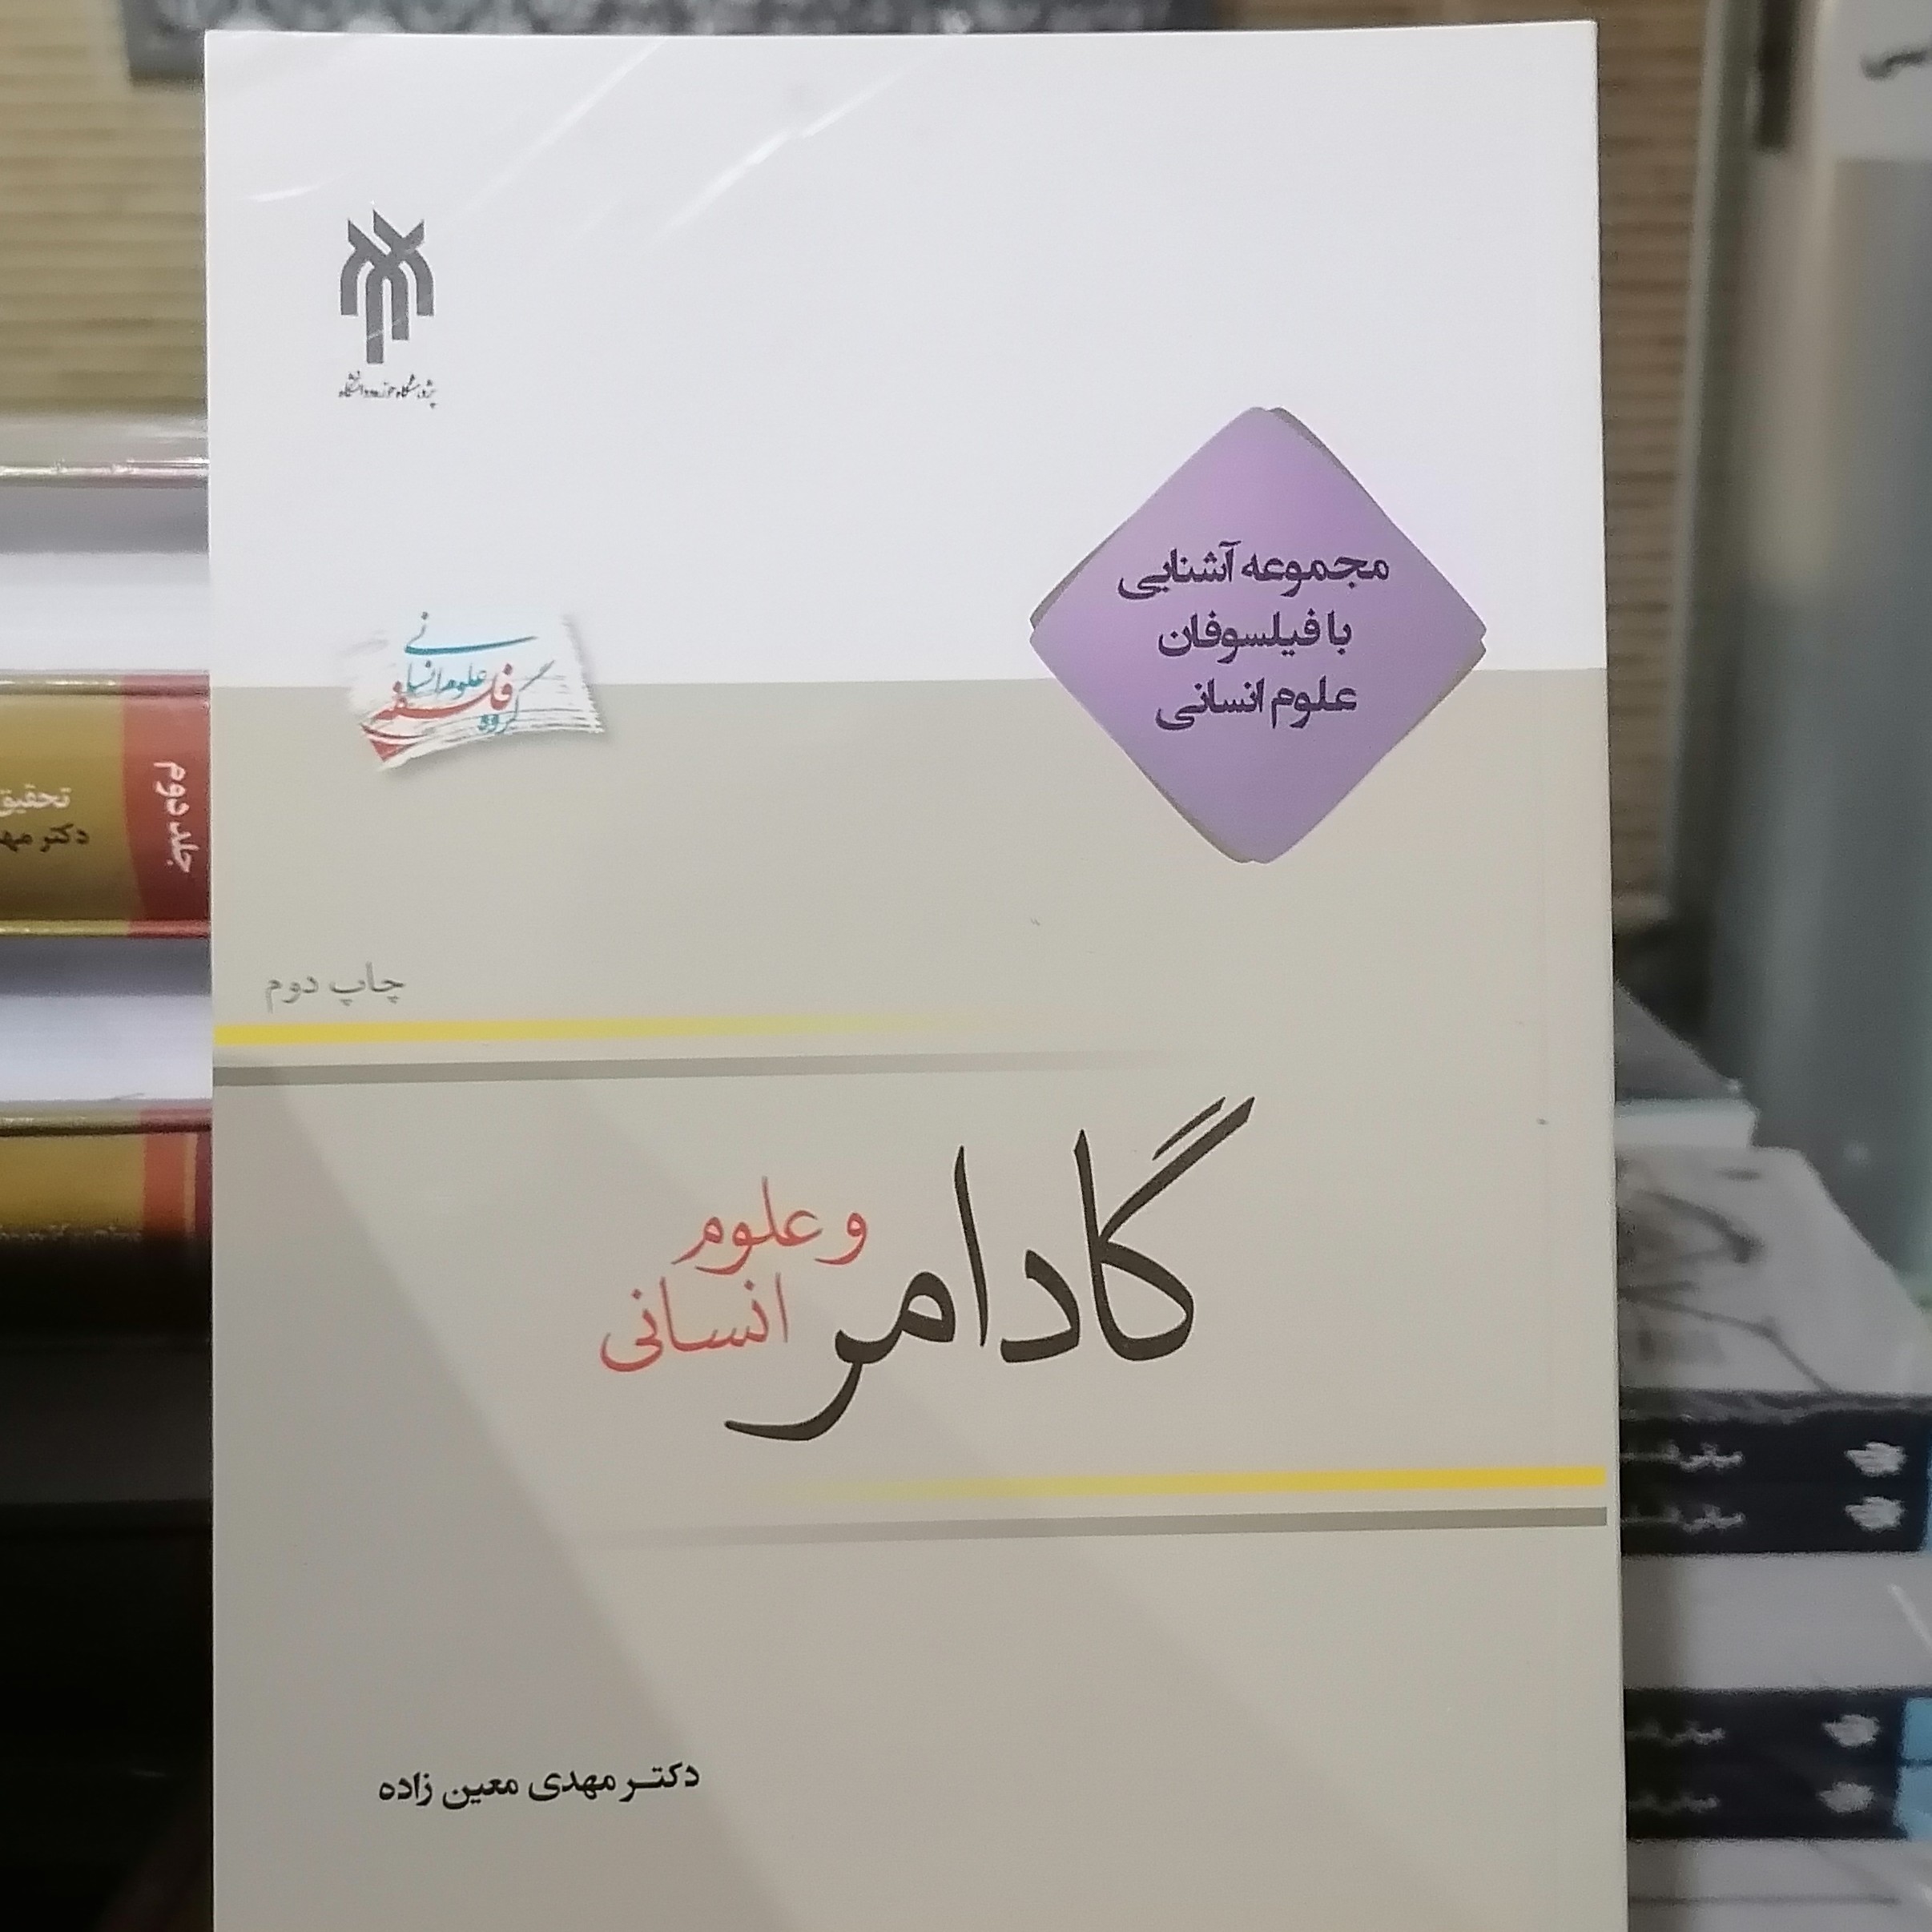 پژوهشگاه حوزه و دانشگاه
مجموعه آشنایی
با فیلسوفان
علوم انسانی
گروه فلسفه علوم انسانی
چاپ دوم
گادامر
و علوم
انسانی
دکتر مهدی معین زاده
جلد دوم
تحقیق
دکتر